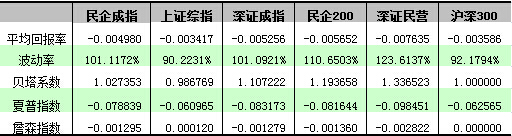 民企成指 上证综指 深证成指 民企200 深证民营 沪深300
平均回报率 -0.004980 -0.003417 -0.005256 -0.005652 -0.007635 -0.003586
波动率 101.1172% 90.2231% 101.0921% 110.6503% 123.6137% 92.1794%
贝塔系数 1.027353 0.986769 1.107222 1.193658 1.336523 1.000000
夏普指数 -0.078839 -0.060965 -0.083173 -0.081644 -0.098451 -0.062565
詹森指数 -0.001295 0.000120 -0.001279 -0.001360 -0.002822 0.000000